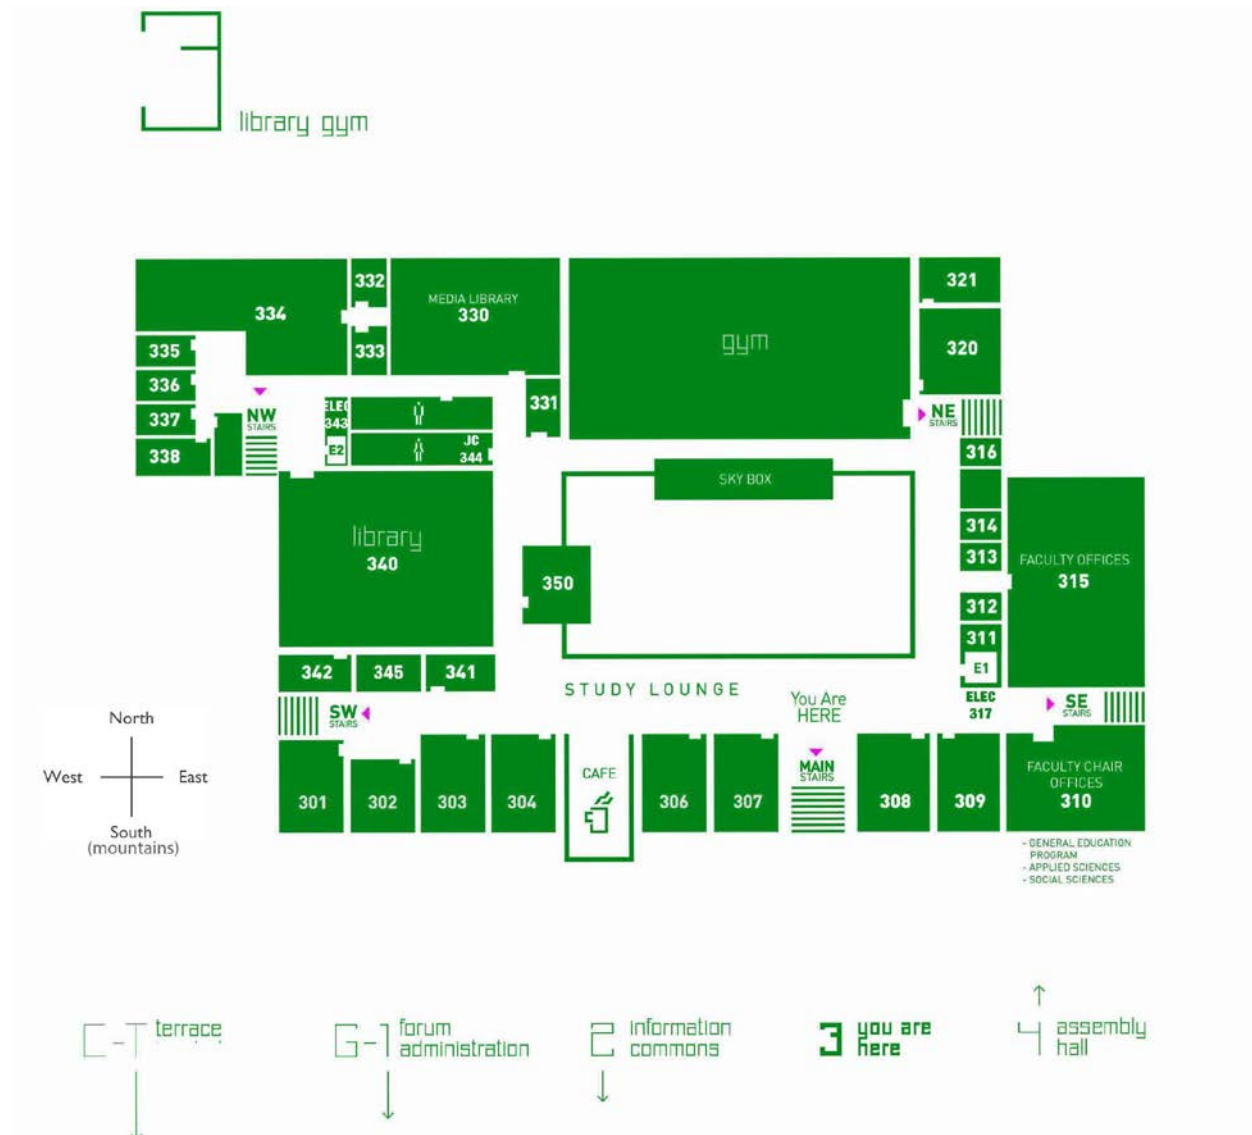 3
library gym
332
MEDIA LIBRARY
330
334
333
gym
321
320
335
336
337
338
NW
STAIRS
ELEC
343
E2
JC
344
331
NE
STAIRS
316
314
313
312
311
E1
ELEC
317
SKY BOX
library
340
350
FACULTY OFFICES
315
342
345
341
STUDY LOUNGE
You Are
HERE
SW
STAIRS
SE
STAIRS
MAIN
STAIRS
North
West
East
South
(mountains)
301
302
303
304
CAFE
306
307
308
309
FACULTY CHAIR
OFFICES
310
- GENERAL EDUCATION
PROGRAM
- APPLIED SCIENCES
- SOCIAL SCIENCES
C-T terrace
G-1 forum
administration
2 information
commons
3 you are
here
4 assembly
hall